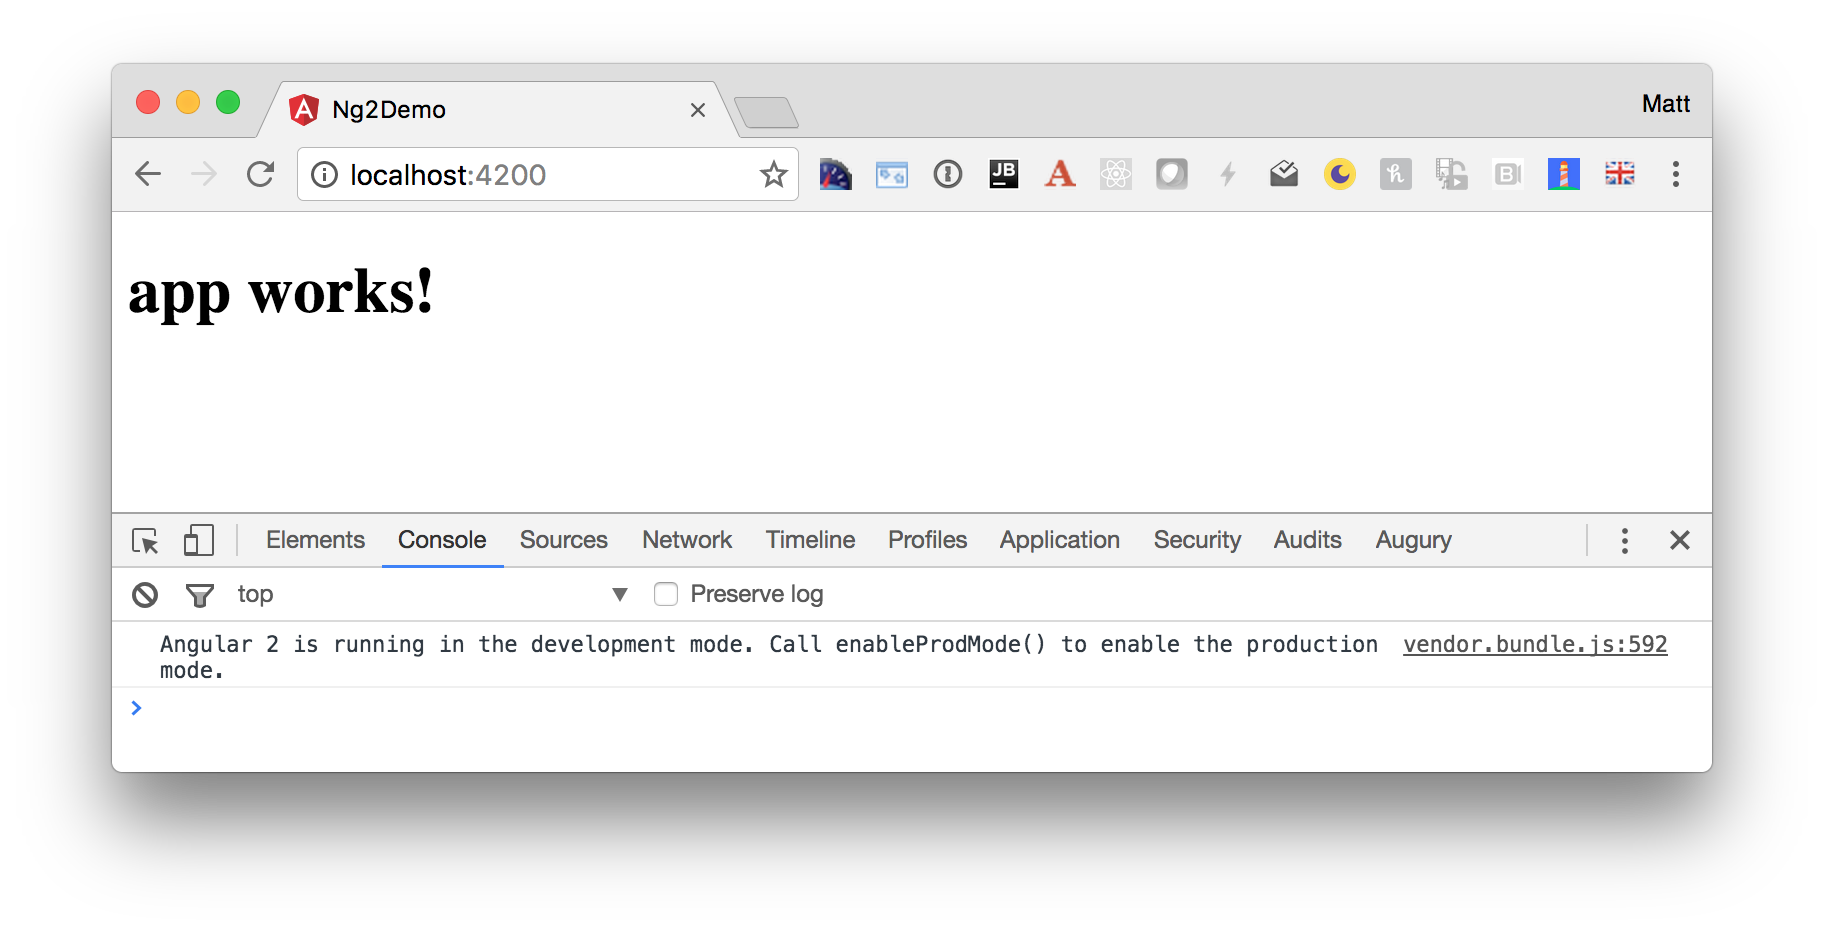 Ng2Demo
Matt
localhost:4200
JB
A
h
B
app works!
Elements Console Sources Network Timeline Profiles Application Security Audits Augury
top Preserve log
Angular 2 is running in the development mode. Call enableProdMode() to enable the production vendor.bundle.js:592
mode.